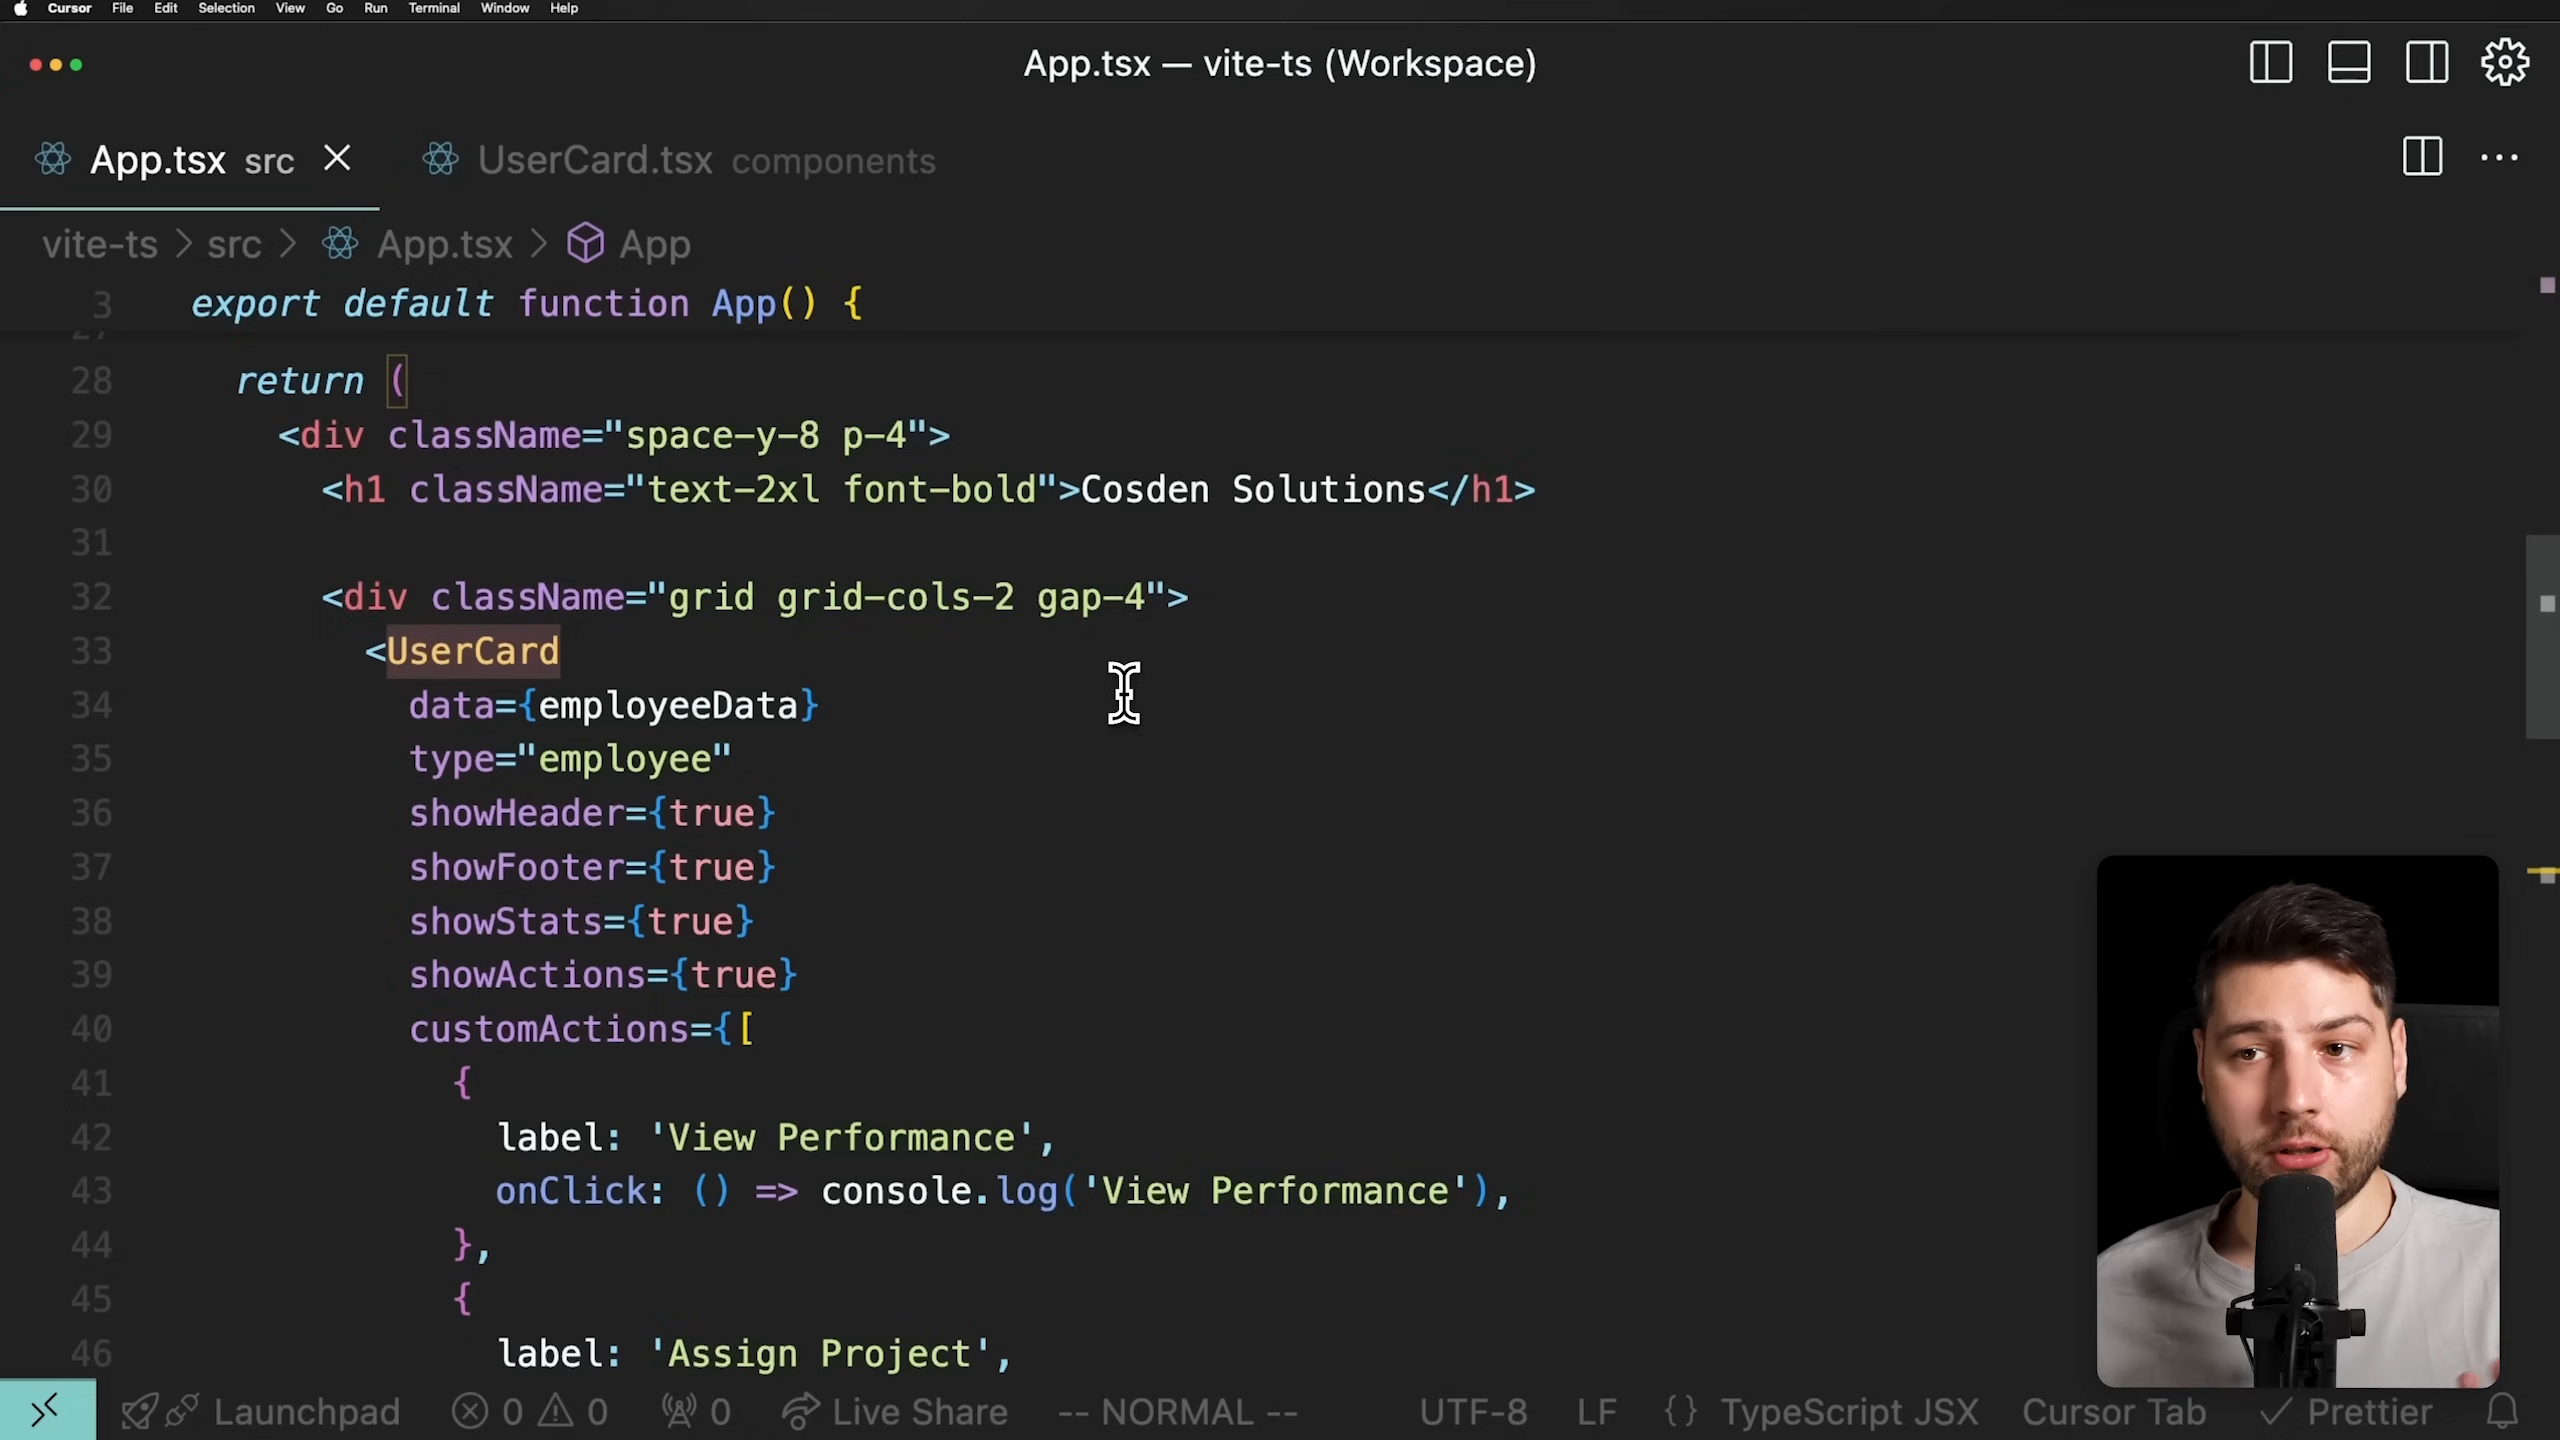 Cursor File Edit Selection View Go Run Terminal Window Help
App.tsx — vite-ts (Workspace)
App.tsx src UserCard.tsx components
vite-ts > src > App.tsx > App
3 export default function App() {
27
28 return (
29 <div className="space-y-8 p-4">
30 <h1 className="text-2xl font-bold">Cosden Solutions</h1>
31
32 <div className="grid grid-cols-2 gap-4">
33 <UserCard
34 data={employeeData}
35 type="employee"
36 showHeader={true}
37 showFooter={true}
38 showStats={true}
39 showActions={true}
40 customActions={[
41 {
42 label: 'View Performance',
43 onClick: () => console.log('View Performance'),
44 },
45 {
46 label: 'Assign Project',
Launchpad 0 0 0 Live Share -- NORMAL -- UTF-8 LF {} TypeScript JSX Cursor Tab Prettier